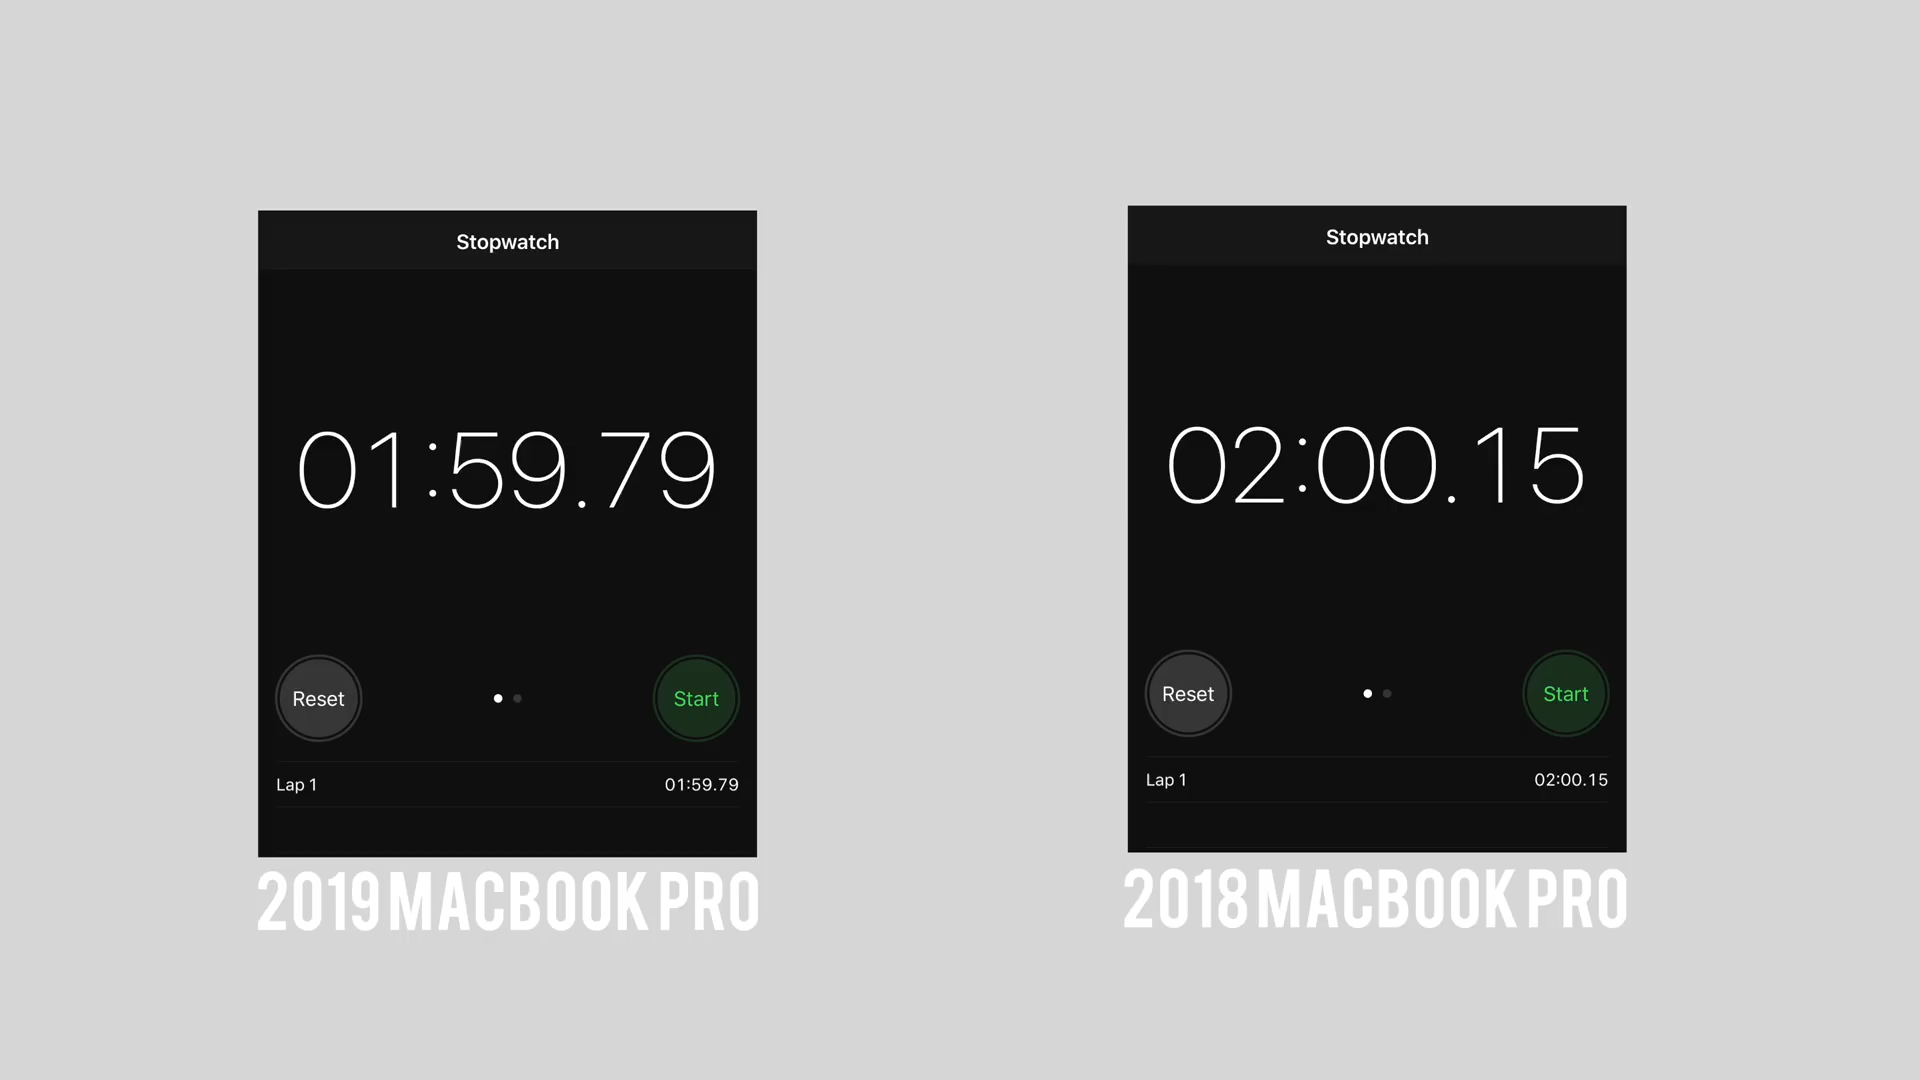 Stopwatch
01:59.79
Reset
Start
Lap 1 01:59.79
2019 MACBOOK PRO
Stopwatch
02:00.15
Reset
Start
Lap 1 02:00.15
2018 MACBOOK PRO